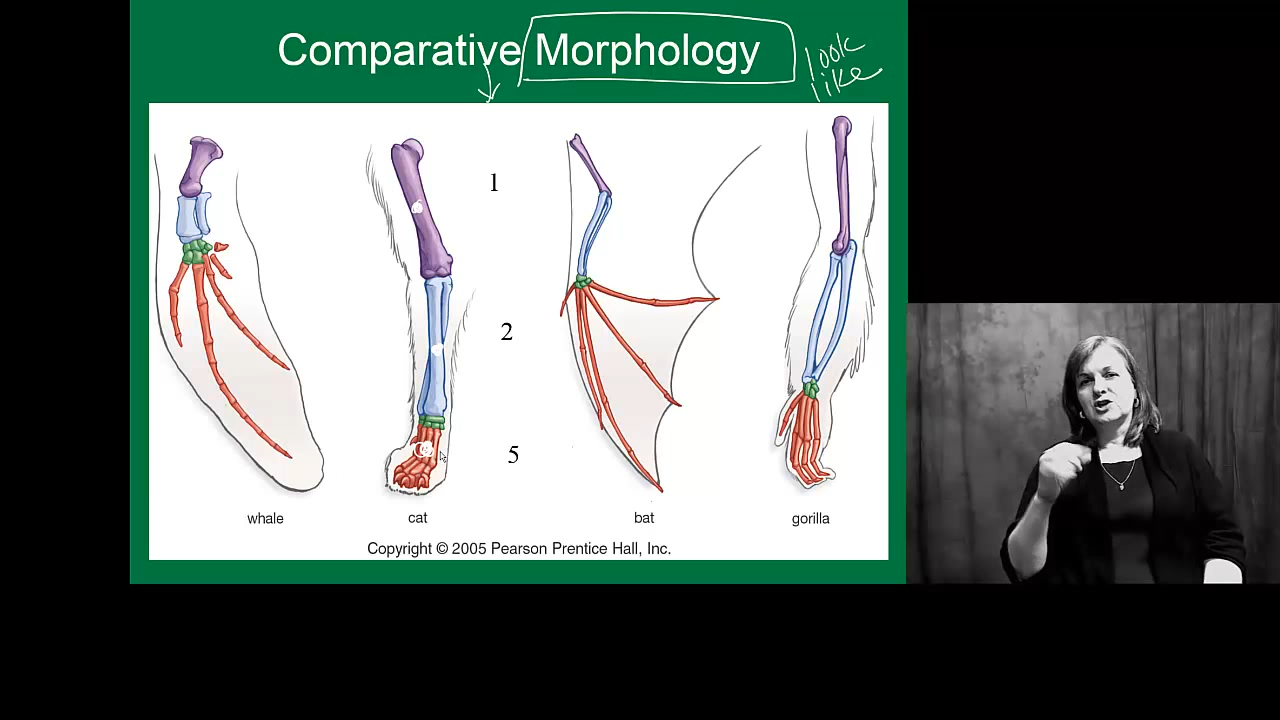 Comparative Morphology
look
like
1
2
5
whale cat bat gorilla
Copyright © 2005 Pearson Prentice Hall, Inc.